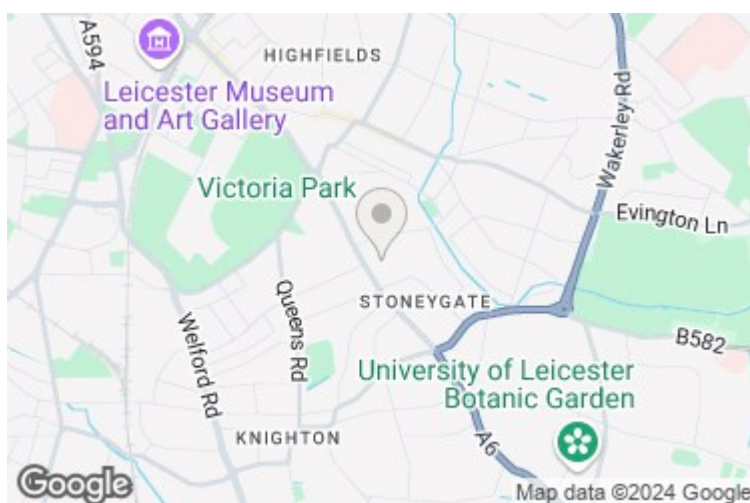 A594
HIGHFIELDS
Leicester Museum
and Art Gallery
Wakerley Rd
Victoria Park
Evington Ln
STONEYGATE
Queens Rd
Welford Rd
B582
University of Leicester
Botanic Garden
KNIGHTON
A6
Google
Map data ©2024 Google